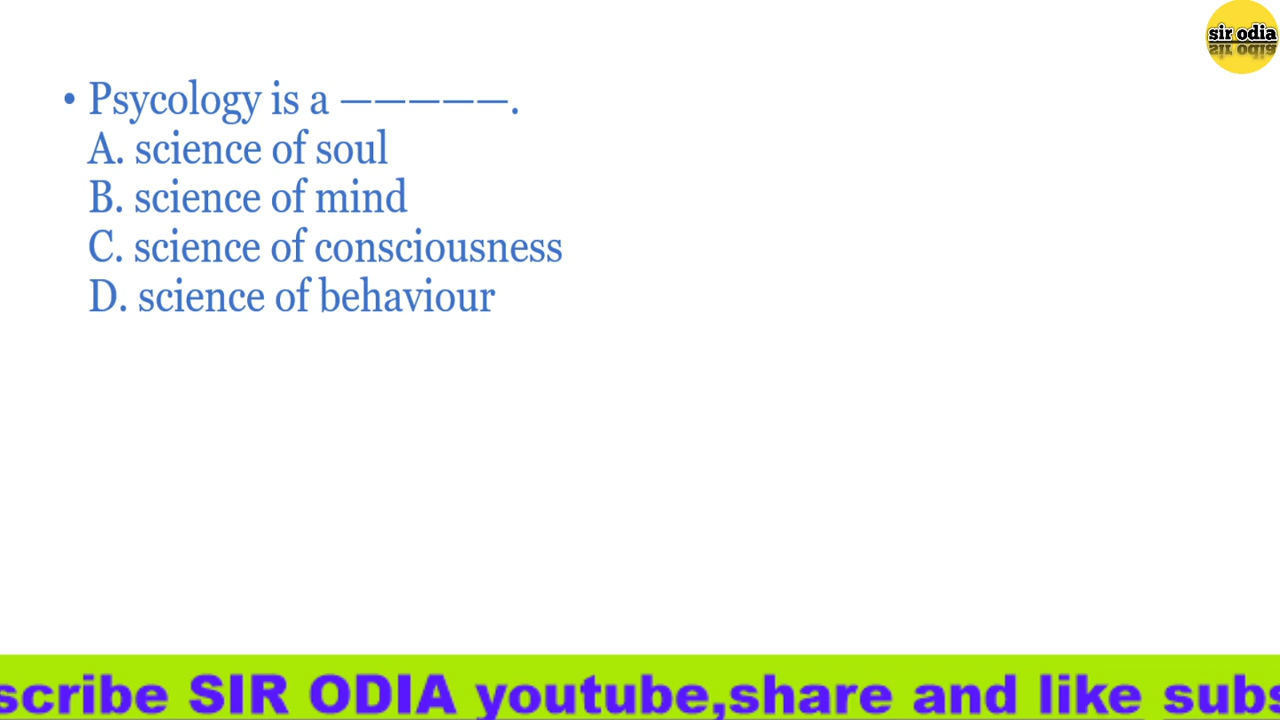 sir odia
• Psycology is a —————.
A. science of soul
B. science of mind
C. science of consciousness
D. science of behaviour
scribe SIR ODIA youtube,share and like subs